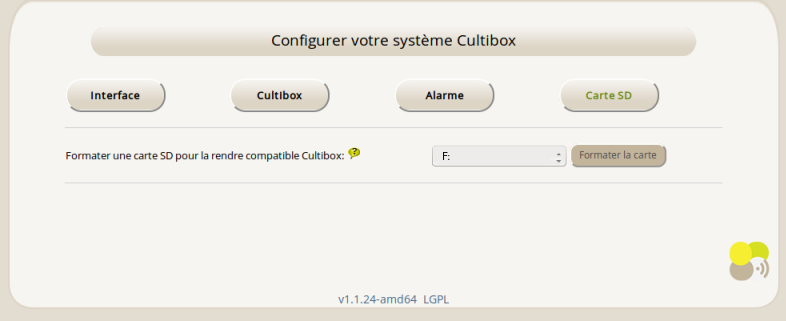 Configurer votre système Cultibox
Interface
CultIbox
Alarme
Carte SD
Formater une carte SD pour la rendre compatible Cultibox: ?
F:
Formater la carte
v1.1.24-amd64 LGPL